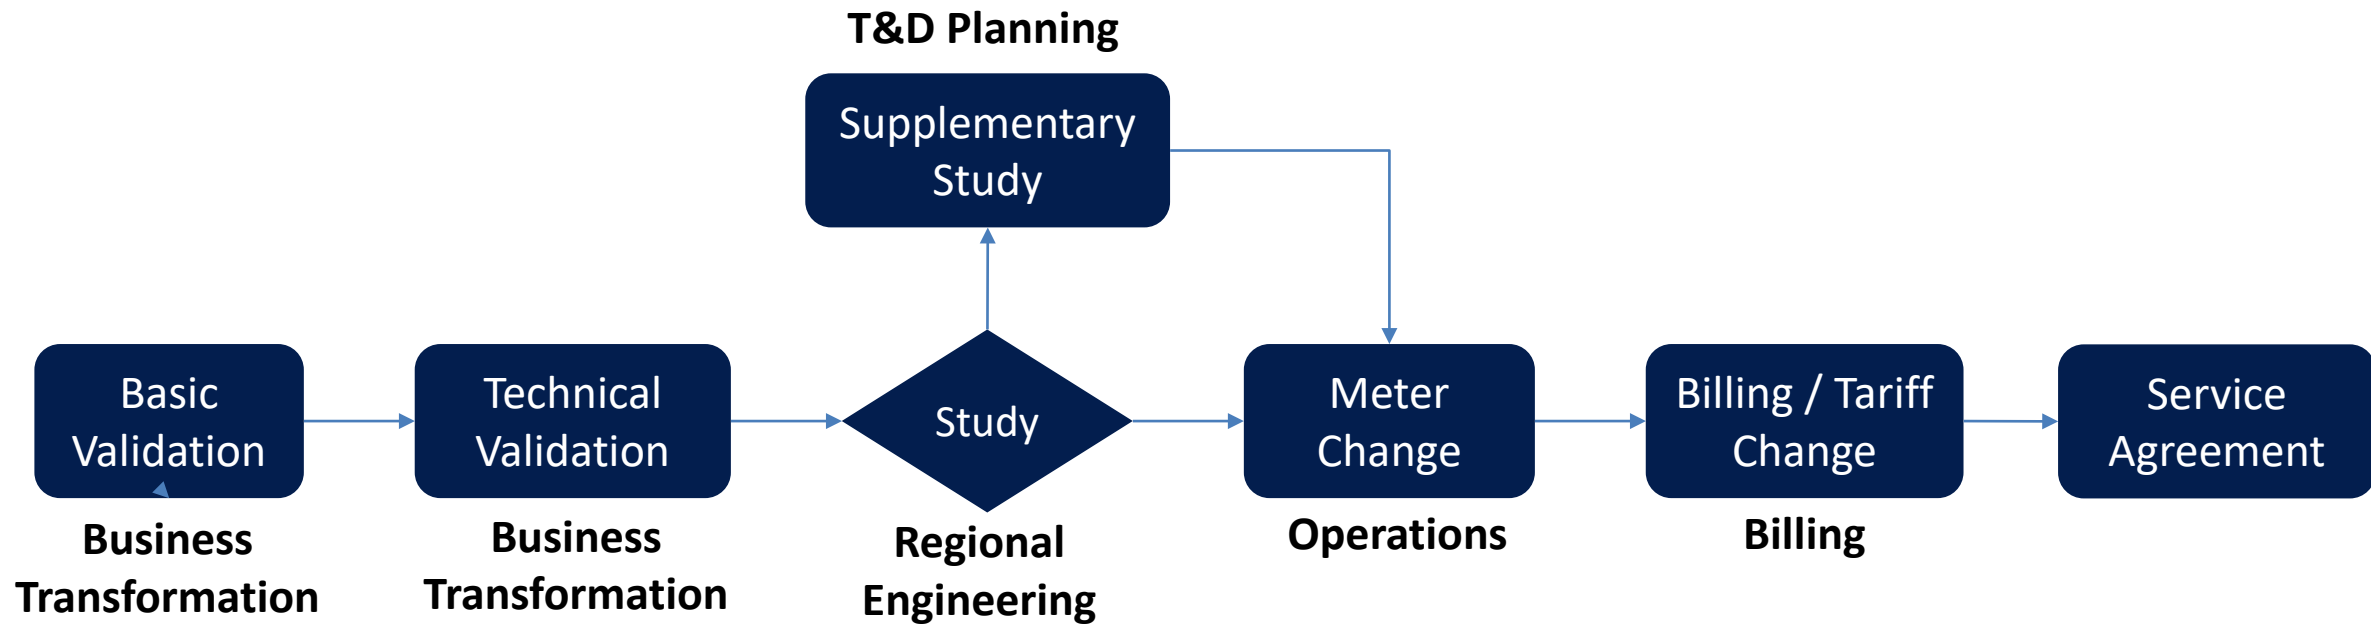 T&D Planning
Supplementary
Study
Basic
Validation
Technical
Validation
Study
Meter
Change
Billing / Tariff
Change
Service
Agreement
Business
Transformation
Business
Transformation
Regional
Engineering
Operations
Billing